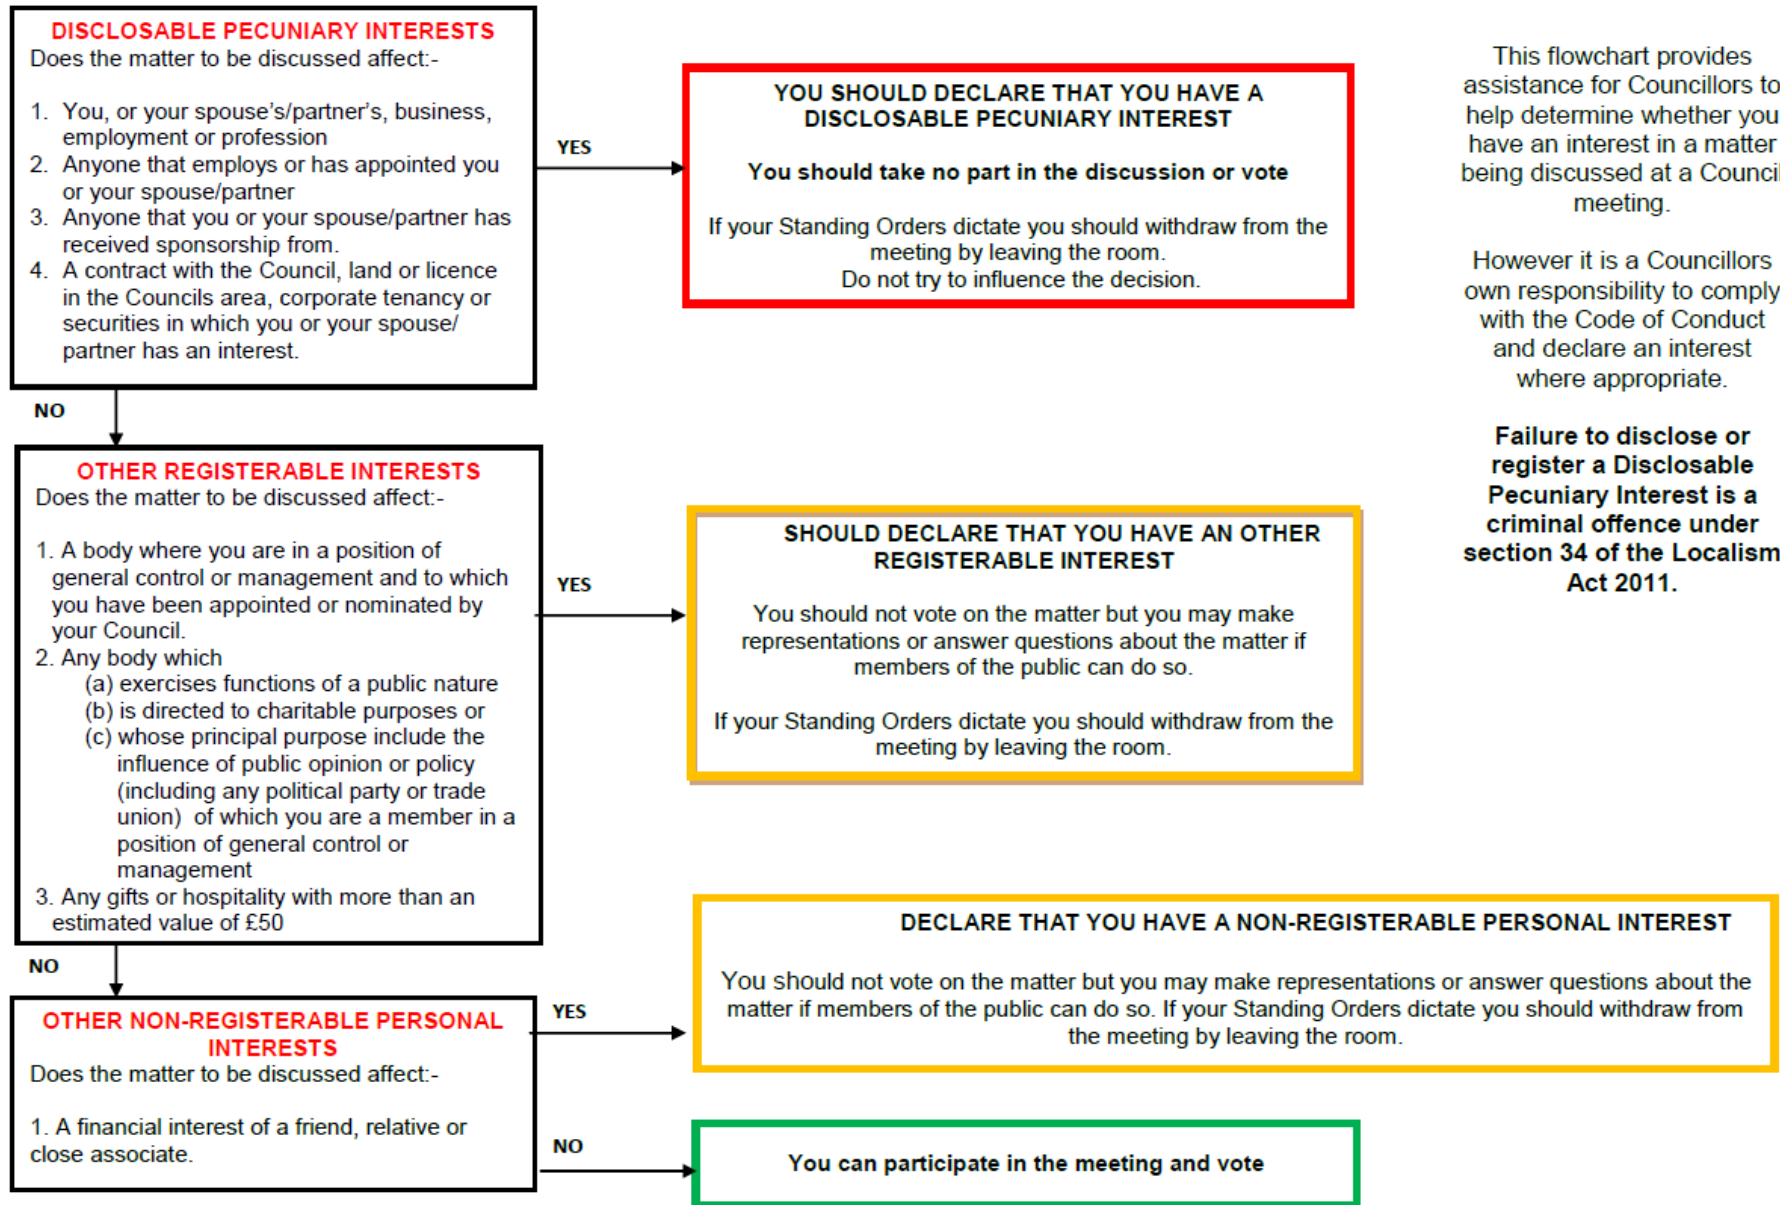 DISCLOSABLE PECUNIARY INTERESTS
Does the matter to be discussed affect:-
1. You, or your spouse's/partner's, business,
employment or profession
2. Anyone that employs or has appointed you
or your spouse/partner
3. Anyone that you or your spouse/partner has
received sponsorship from.
4. A contract with the Council, land or licence
in the Councils area, corporate tenancy or
securities in which you or your spouse/
partner has an interest.
YES
YOU SHOULD DECLARE THAT YOU HAVE A
DISCLOSABLE PECUNIARY INTEREST
You should take no part in the discussion or vote
If your Standing Orders dictate you should withdraw from the
meeting by leaving the room.
Do not try to influence the decision.
This flowchart provides
assistance for Councillors to
help determine whether you
have an interest in a matter
being discussed at a Council
meeting.
However it is a Councillors
own responsibility to comply
with the Code of Conduct
and declare an interest
where appropriate.
Failure to disclose or
register a Disclosable
Pecuniary Interest is a
criminal offence under
section 34 of the Localism
Act 2011.
NO
OTHER REGISTERABLE INTERESTS
Does the matter to be discussed affect:-
1. A body where you are in a position of
general control or management and to which
you have been appointed or nominated by
your Council.
2. Any body which
(a) exercises functions of a public nature
(b) is directed to charitable purposes or
(c) whose principal purpose include the
influence of public opinion or policy
(including any political party or trade
union) of which you are a member in a
position of general control or
management
3. Any gifts or hospitality with more than an
estimated value of £50
YES
SHOULD DECLARE THAT YOU HAVE AN OTHER
REGISTERABLE INTEREST
You should not vote on the matter but you may make
representations or answer questions about the matter if
members of the public can do so.
If your Standing Orders dictate you should withdraw from the
meeting by leaving the room.
NO
OTHER NON-REGISTERABLE PERSONAL
INTERESTS
Does the matter to be discussed affect:-
1. A financial interest of a friend, relative or
close associate.
YES
DECLARE THAT YOU HAVE A NON-REGISTERABLE PERSONAL INTEREST
You should not vote on the matter but you may make representations or answer questions about the
matter if members of the public can do so. If your Standing Orders dictate you should withdraw from
the meeting by leaving the room.
NO
You can participate in the meeting and vote